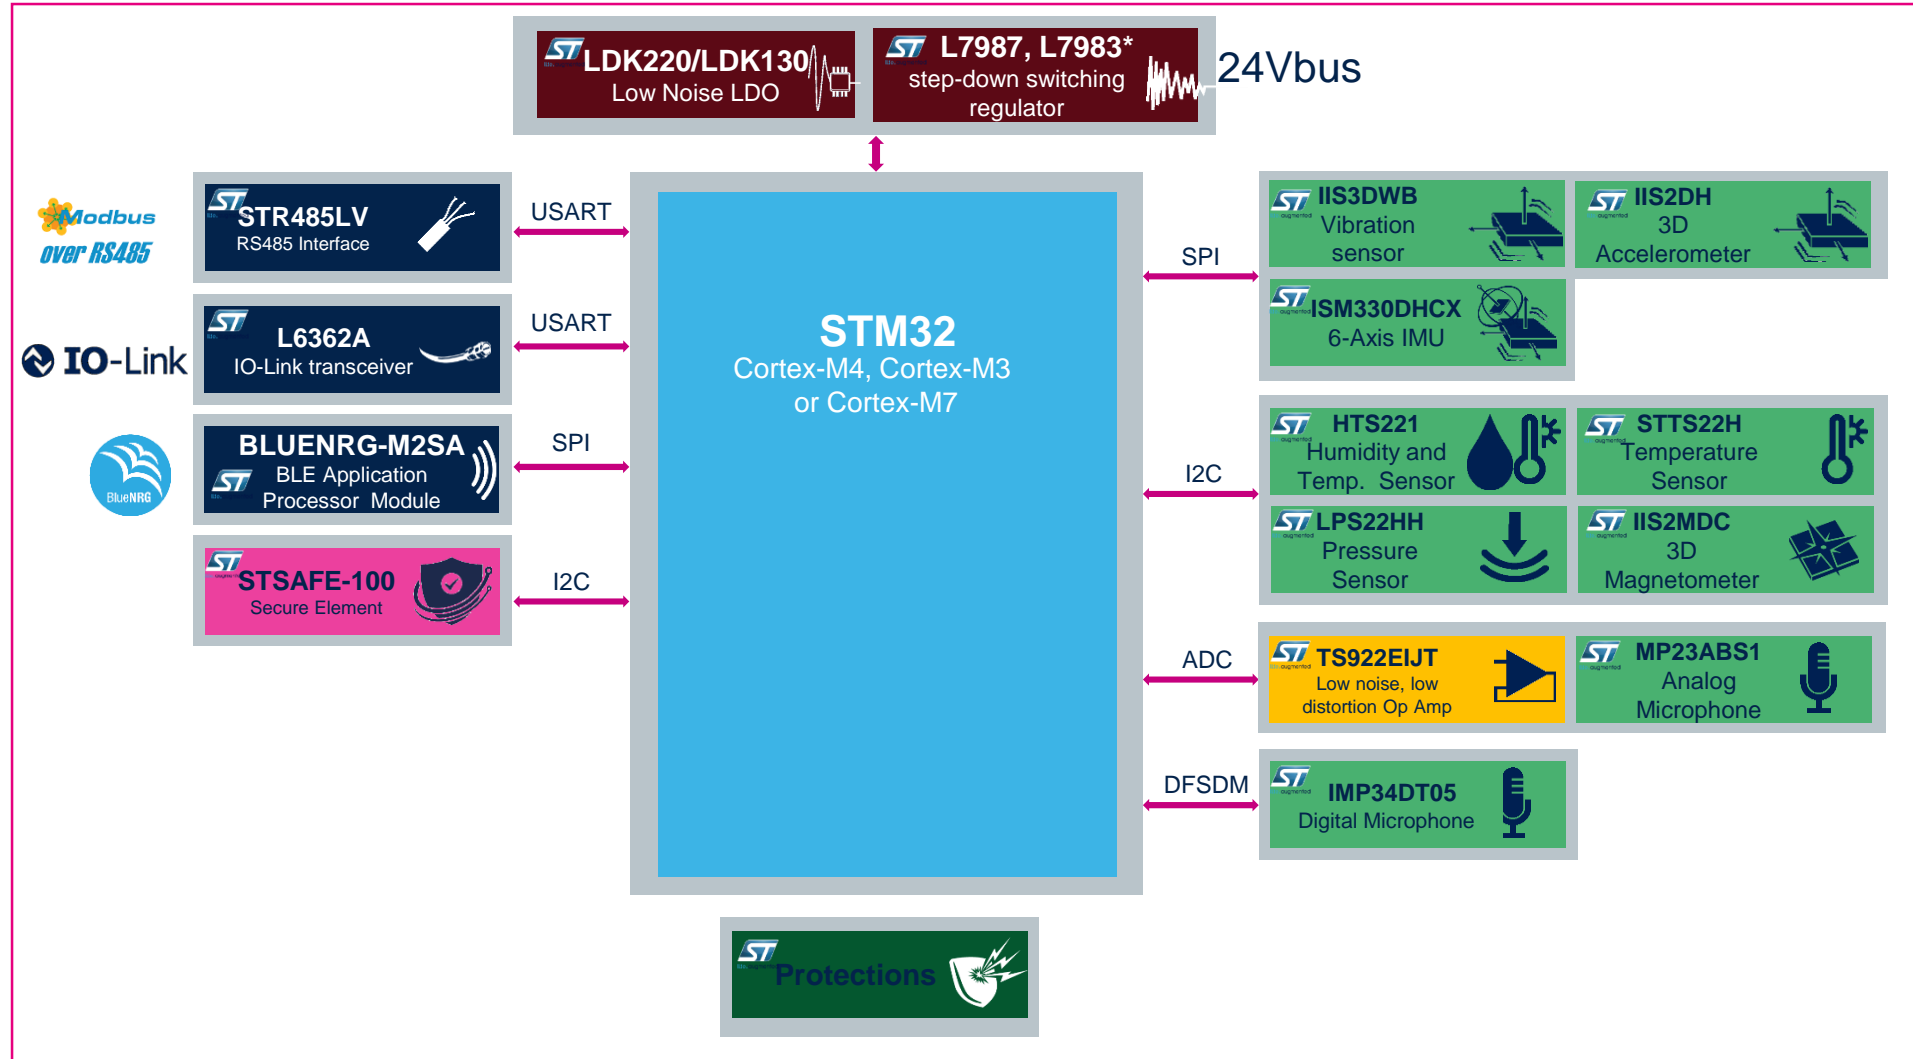 LDK220/LDK130
Low Noise LDO
L7987, L7983*
step-down switching
regulator
24Vbus
Modbus
over RS485
STR485LV
RS485 Interface
USART
IO-Link
L6362A
IO-Link transceiver
USART
BlueNRG
BLUENRG-M2SA
BLE Application
Processor Module
SPI
STSAFE-100
Secure Element
I2C
STM32
Cortex-M4, Cortex-M3
or Cortex-M7
SPI
IIS3DWB
Vibration
sensor
IIS2DH
3D
Accelerometer
ISM330DHCX
6-Axis IMU
I2C
HTS221
Humidity and
Temp. Sensor
STTS22H
Temperature
Sensor
LPS22HH
Pressure
Sensor
IIS2MDC
3D
Magnetometer
ADC
TS922EIJT
Low noise, low
distortion Op Amp
MP23ABS1
Analog
Microphone
DFSDM
IMP34DT05
Digital Microphone
Protections